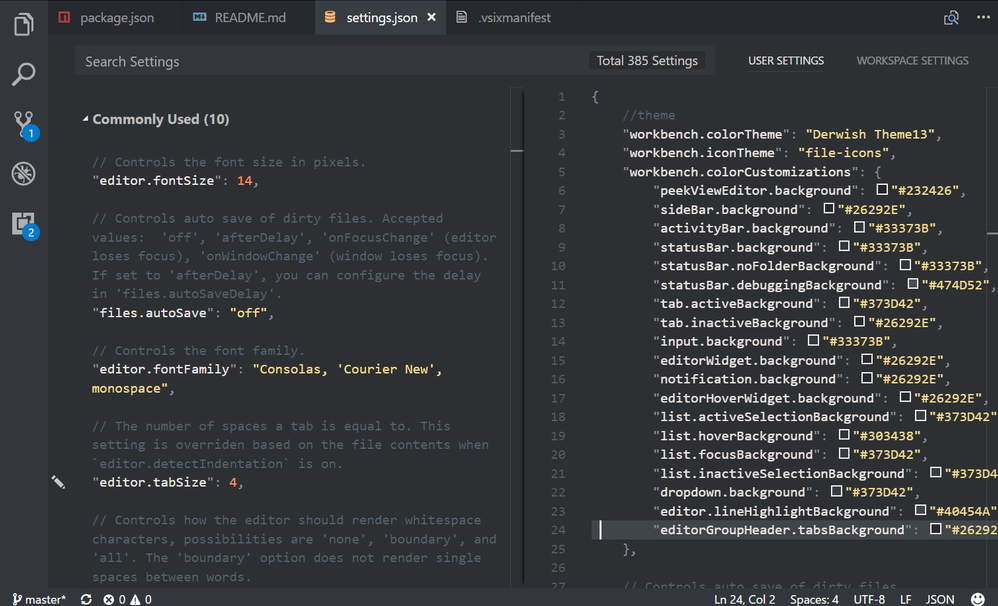 package.json README.md settings.json .vsixmanifest
Search Settings Total 385 Settings USER SETTINGS WORKSPACE SETTINGS
1
2
Commonly Used (10)
// Controls the font size in pixels.
"editor.fontSize": 14,
// Controls auto save of dirty files. Accepted
values:  'off', 'afterDelay', 'onFocusChange' (editor
loses focus), 'onWindowChange' (window loses focus).
If set to 'afterDelay', you can configure the delay
in 'files.autoSaveDelay'.
"files.autoSave": "off",
// Controls the font family.
"editor.fontFamily": "Consolas, 'Courier New',
monospace",
// The number of spaces a tab is equal to. This
setting is overriden based on the file contents when
`editor.detectIndentation` is on.
"editor.tabSize": 4,
// Controls how the editor should render whitespace
characters, possibilities are 'none', 'boundary', and
'all'. The 'boundary' option does not render single
spaces between words.
1 {
2 //theme
3 "workbench.colorTheme": "Derwish Theme13",
4 "workbench.iconTheme": "file-icons",
5 "workbench.colorCustomizations": {
6 "peekViewEditor.background": "#232426",
7 "sideBar.background": "#26292E",
8 "activityBar.background": "#33373B",
9 "statusBar.background": "#33373B",
10 "statusBar.noFolderBackground": "#33373B",
11 "statusBar.debuggingBackground": "#474D52",
12 "tab.activeBackground": "#373D42",
13 "tab.inactiveBackground": "#26292E",
14 "input.background": "#33373B",
15 "editorWidget.background": "#26292E",
16 "notification.background": "#26292E",
17 "editorHoverWidget.background": "#26292E",
18 "list.activeSelectionBackground": "#373D42"
19 "list.hoverBackground": "#303438",
20 "list.focusBackground": "#373D42",
21 "list.inactiveSelectionBackground": "#373D4
22 "dropdown.background": "#373D42",
23 "editor.lineHighlightBackground": "#40454A"
24 "editorGroupHeader.tabsBackground": "#26292
25 },
26
27 // Controls auto save of dirty files
master* 0 0 Ln 24, Col 2 Spaces: 4 UTF-8 LF JSON